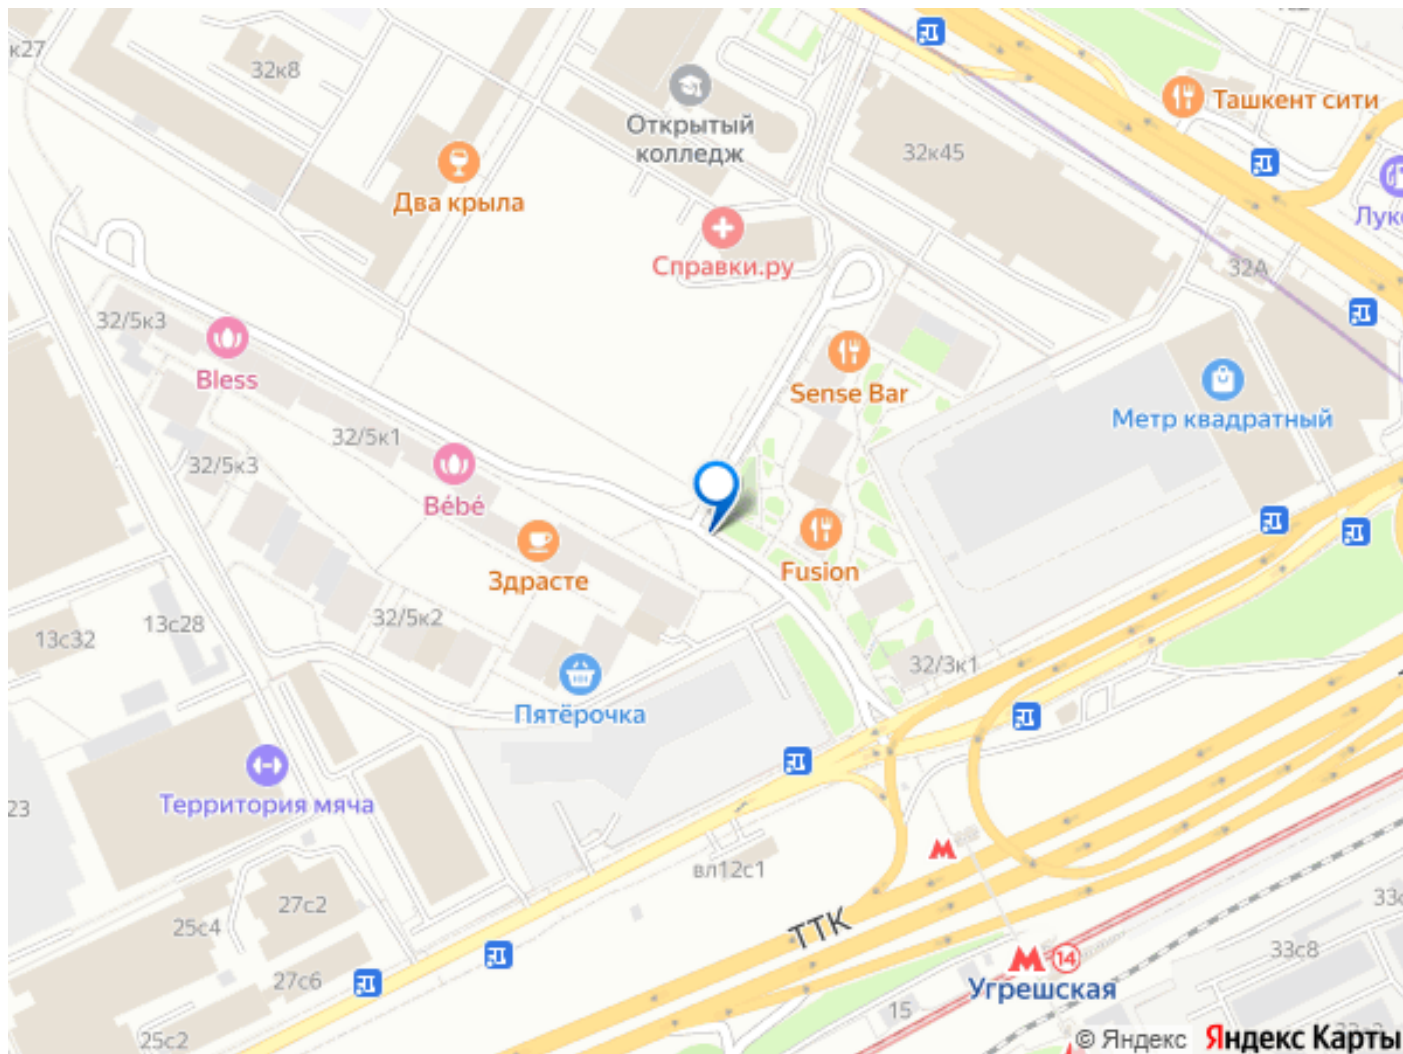 к27
32к8
Открытый
колледж
Ташкент сити
32к45
Два крыла
Справки.ру
32А
32/5к3
Bless
Sense Bar
Метр квадратный
32/5к1
32/5к3
Bébé
Здрасте
Fusion
13с32
13с28
32/5к2
32/3к1
Пятёрочка
Территория мяча
23
вл12с1
М
27с2
25с4
ТТК
33с8
27с6
М 14
Угрешская
15
25с2
© Яндекс Яндекс Карты